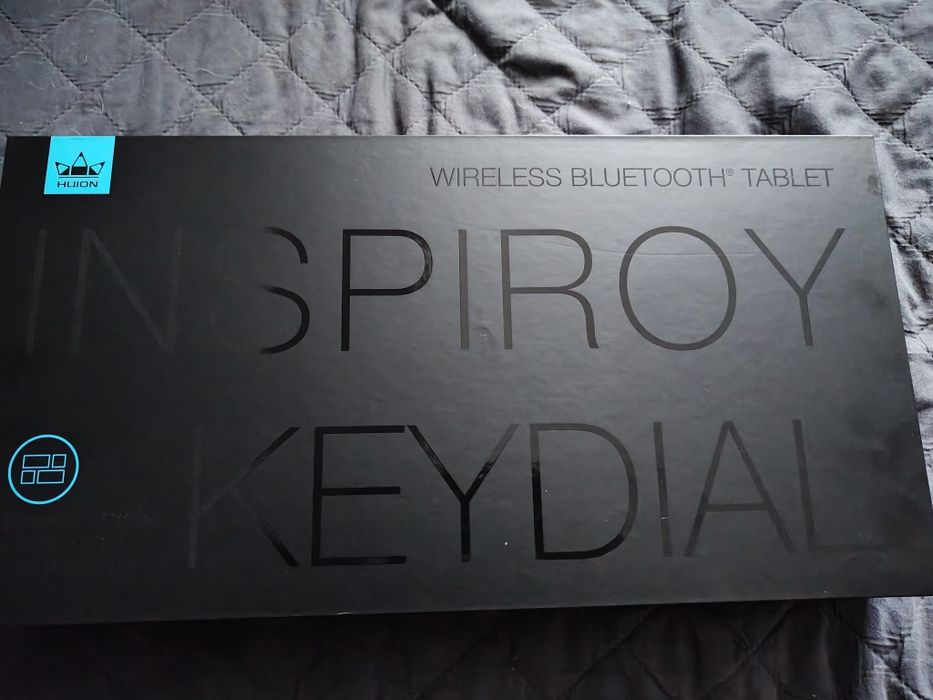 HUION
WIRELESS BLUETOOTH® TABLET
INSPIROY
KEYDIAL